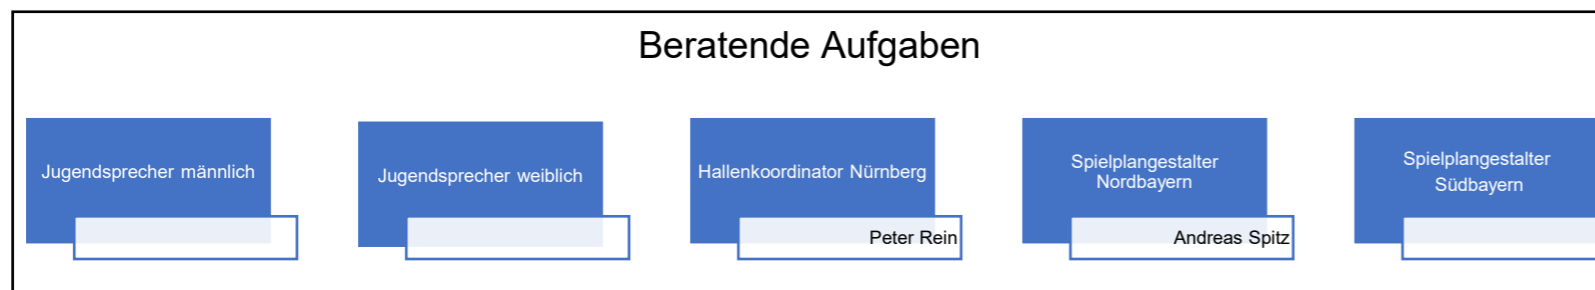 Beratende Aufgaben
Jugendsprecher männlich
Jugendsprecher weiblich
Hallenkoordinator Nürnberg
Peter Rein
Spielplangestalter
Nordbayern
Andreas Spitz
Spielplangestalter
Südbayern